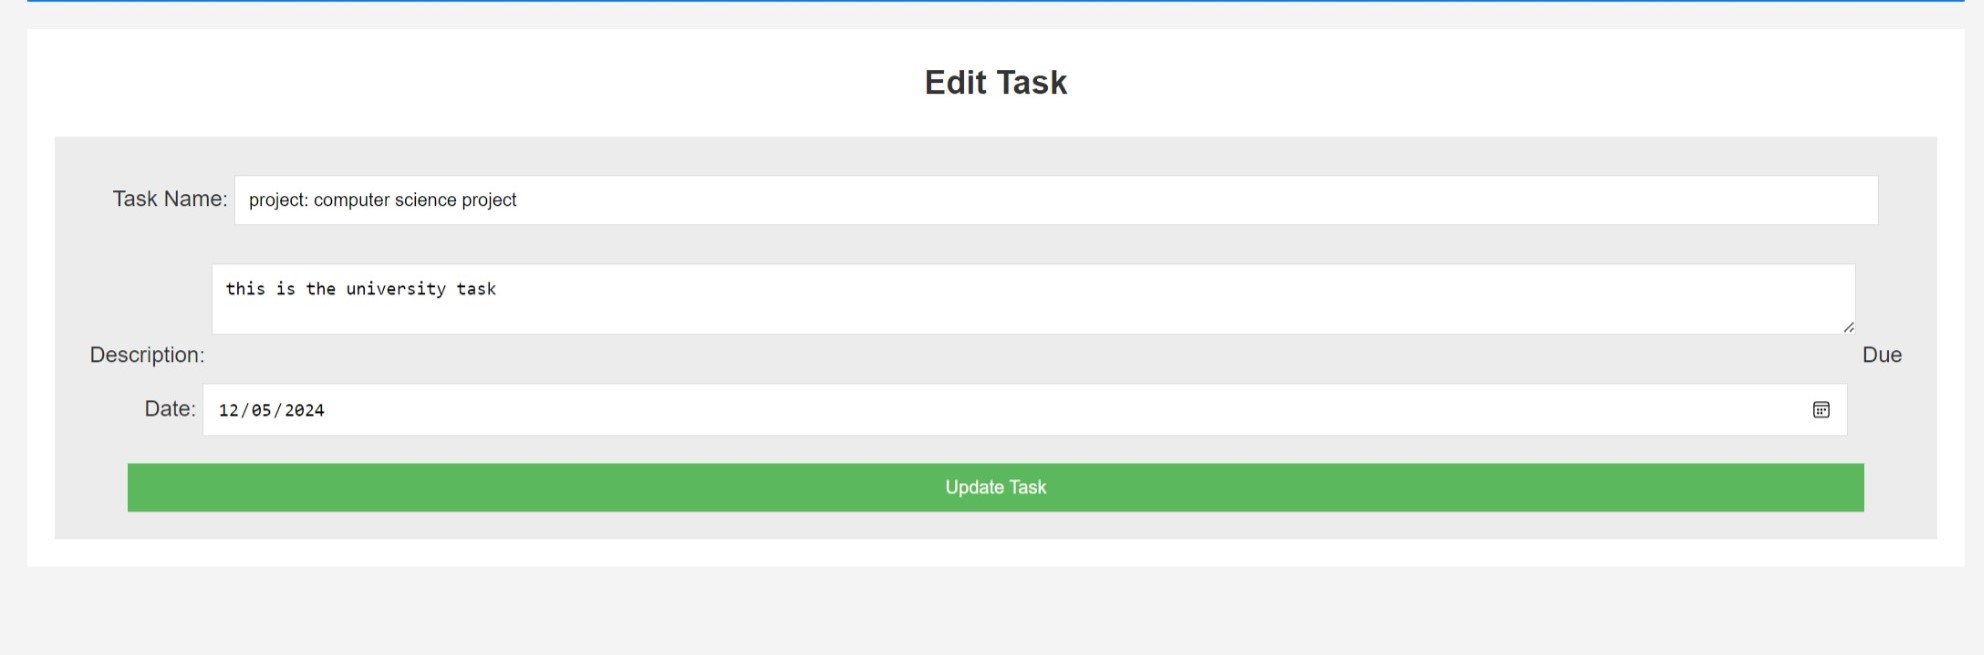 Edit Task
Task Name: project: computer science project
this is the university task
Description: Due
Date: 12/05/2024
Update Task